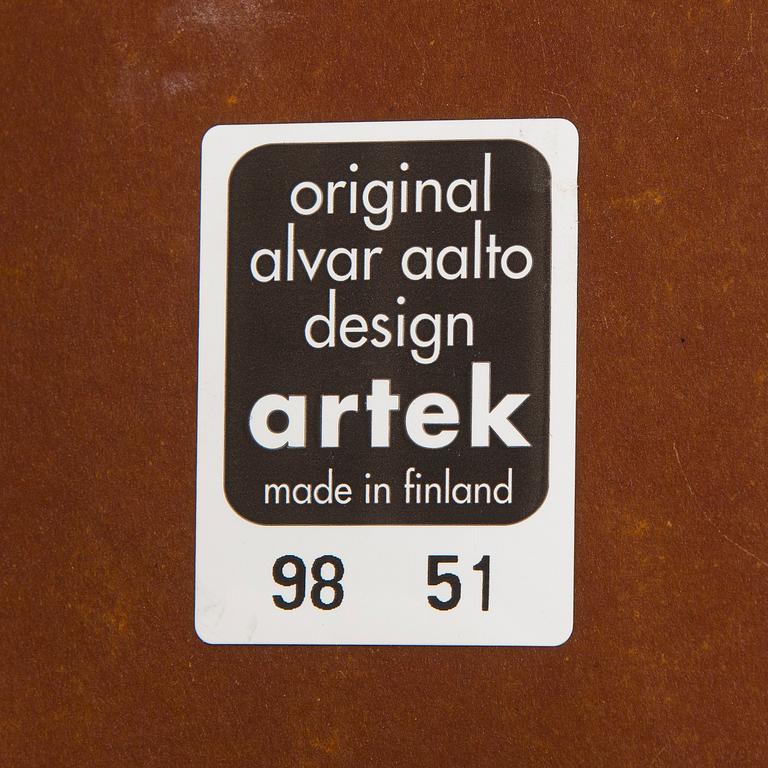 original
alvar aalto
design
artek
made in finland
98 51